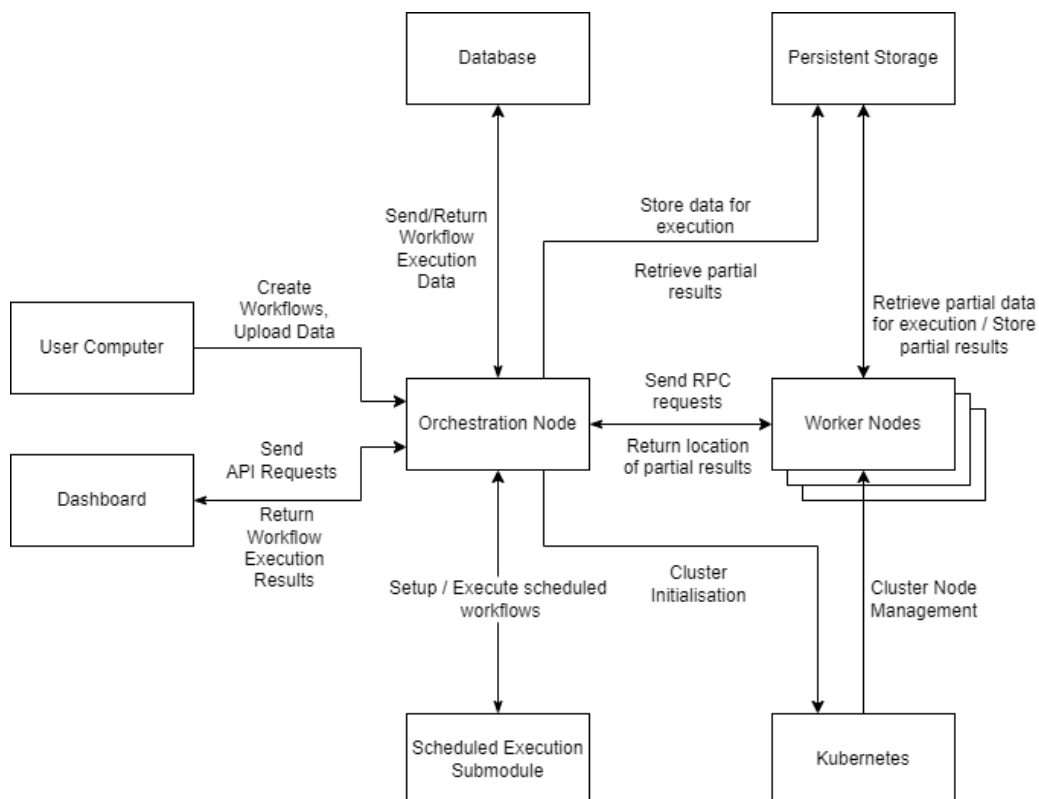 Database
Persistent Storage
Send/Return
Workflow
Execution
Data
Store data for
execution
Retrieve partial
results
Create
Workflows,
Upload Data
User Computer
Retrieve partial data
for execution / Store
partial results
Orchestration Node
Send RPC
requests
Return location
of partial results
Worker Nodes
Send
API Requests
Dashboard
Return
Workflow
Execution
Results
Setup / Execute scheduled
workflows
Cluster
Initialisation
Cluster Node
Management
Scheduled Execution
Submodule
Kubernetes